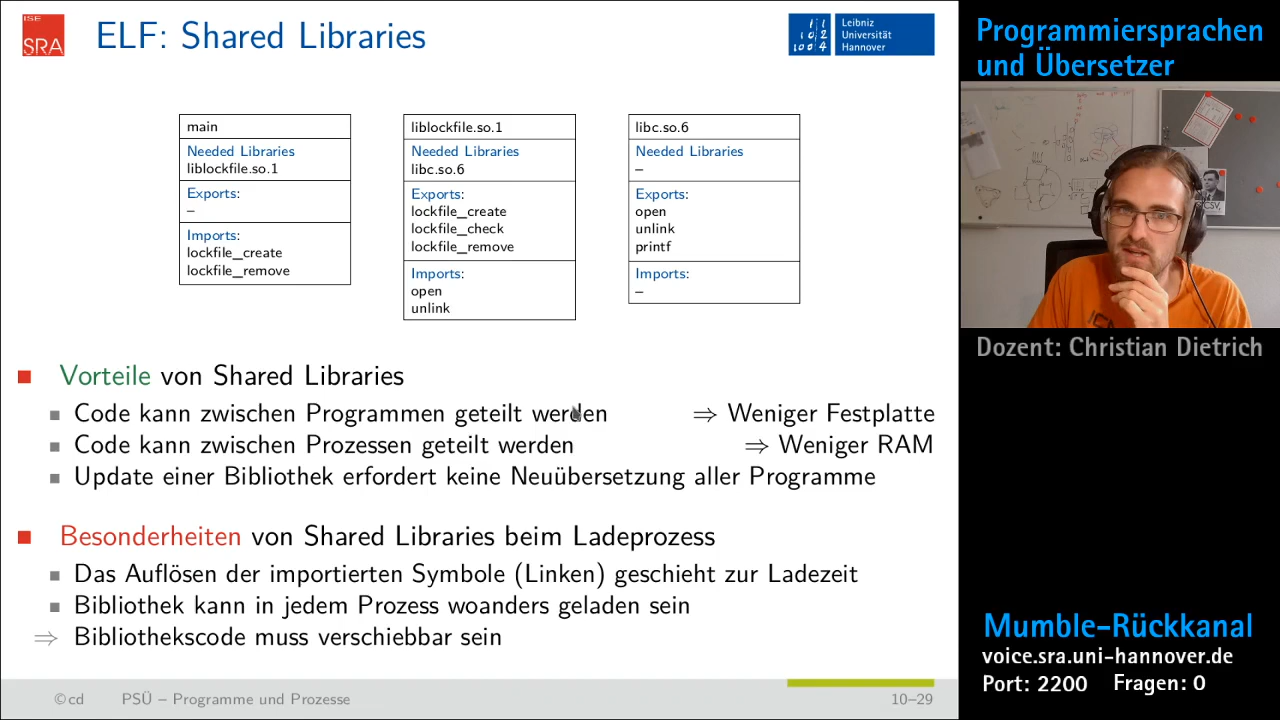 ISE
SRA
ELF: Shared Libraries
Leibniz
Universität
Hannover
main
Needed Libraries
liblockfile.so.1
Exports:
–
Imports:
lockfile_create
lockfile_remove
liblockfile.so.1
Needed Libraries
libc.so.6
Exports:
lockfile_create
lockfile_check
lockfile_remove
Imports:
open
unlink
libc.so.6
Needed Libraries
–
Exports:
open
unlink
printf
Imports:
–
Vorteile von Shared Libraries
Code kann zwischen Programmen geteilt werden ⇒ Weniger Festplatte
Code kann zwischen Prozessen geteilt werden ⇒ Weniger RAM
Update einer Bibliothek erfordert keine Neuübersetzung aller Programme
Besonderheiten von Shared Libraries beim Ladeprozess
Das Auflösen der importierten Symbole (Linken) geschieht zur Ladezeit
Bibliothek kann in jedem Prozess woanders geladen sein
⇒ Bibliothekscode muss verschiebbar sein
©cd PSÜ – Programme und Prozesse 10–29
Programmiersprachen
und Übersetzer
CSV,
Dozent: Christian Dietrich
Mumble-Rückkanal
voice.sra.uni-hannover.de
Port: 2200 Fragen: 0